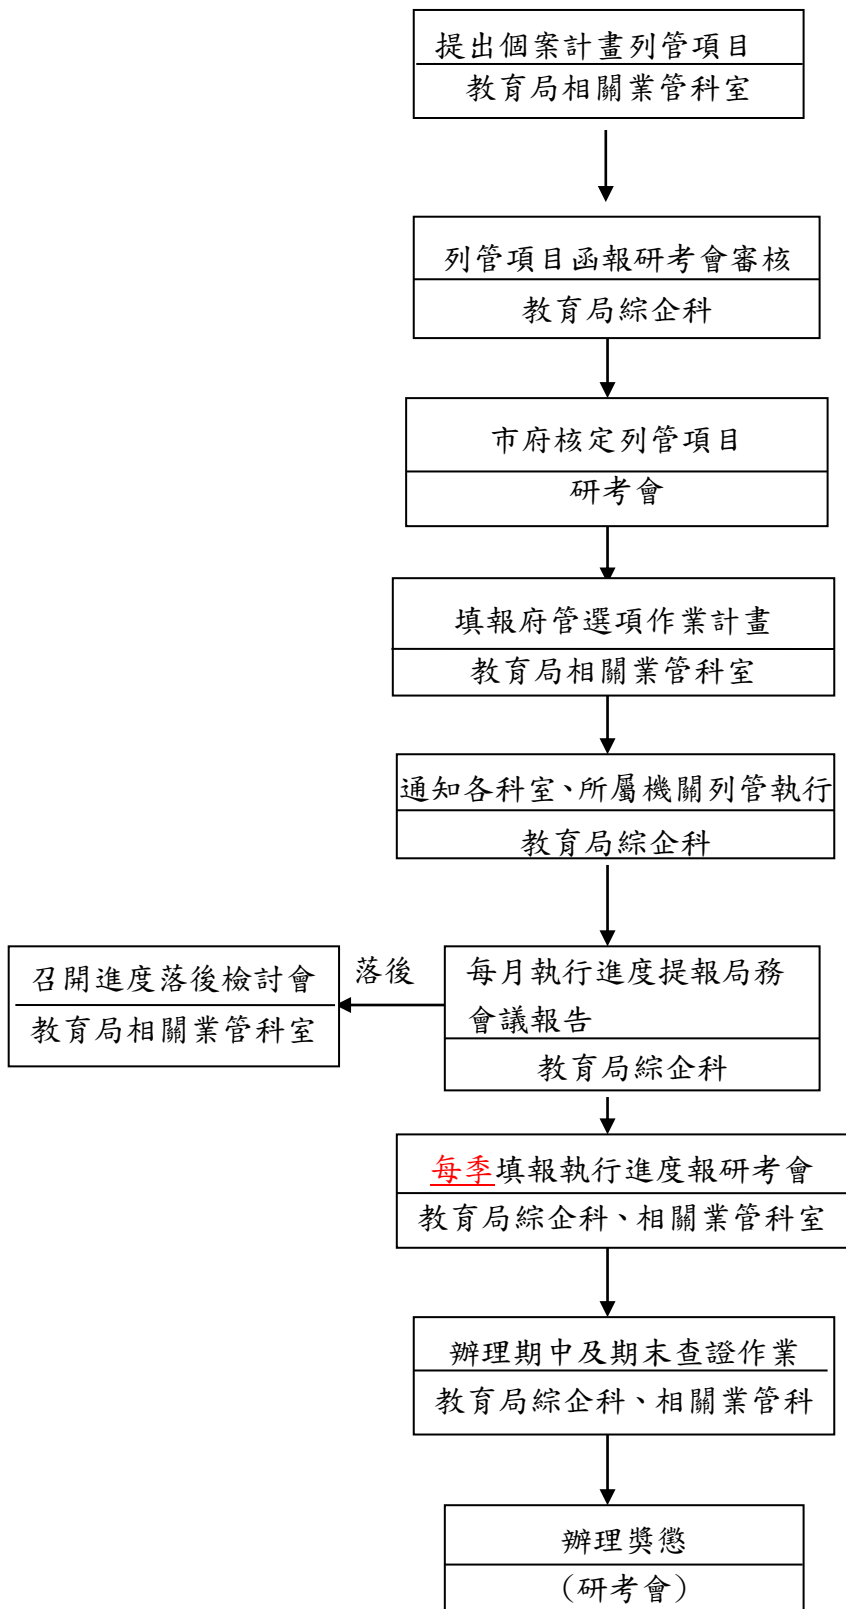 提出個案計畫列管項目
教育局相關業管科室
列管項目函報研考會審核
教育局綜企科
市府核定列管項目
研考會
填報府管選項作業計畫
教育局相關業管科室
通知各科室、所屬機關列管執行
教育局綜企科
每月執行進度提報局務
會議報告
教育局綜企科
落後
召開進度落後檢討會
教育局相關業管科室
每季填報執行進度報研考會
教育局綜企科、相關業管科室
辦理期中及期末查證作業
教育局綜企科、相關業管科
辦理獎懲
(研考會)